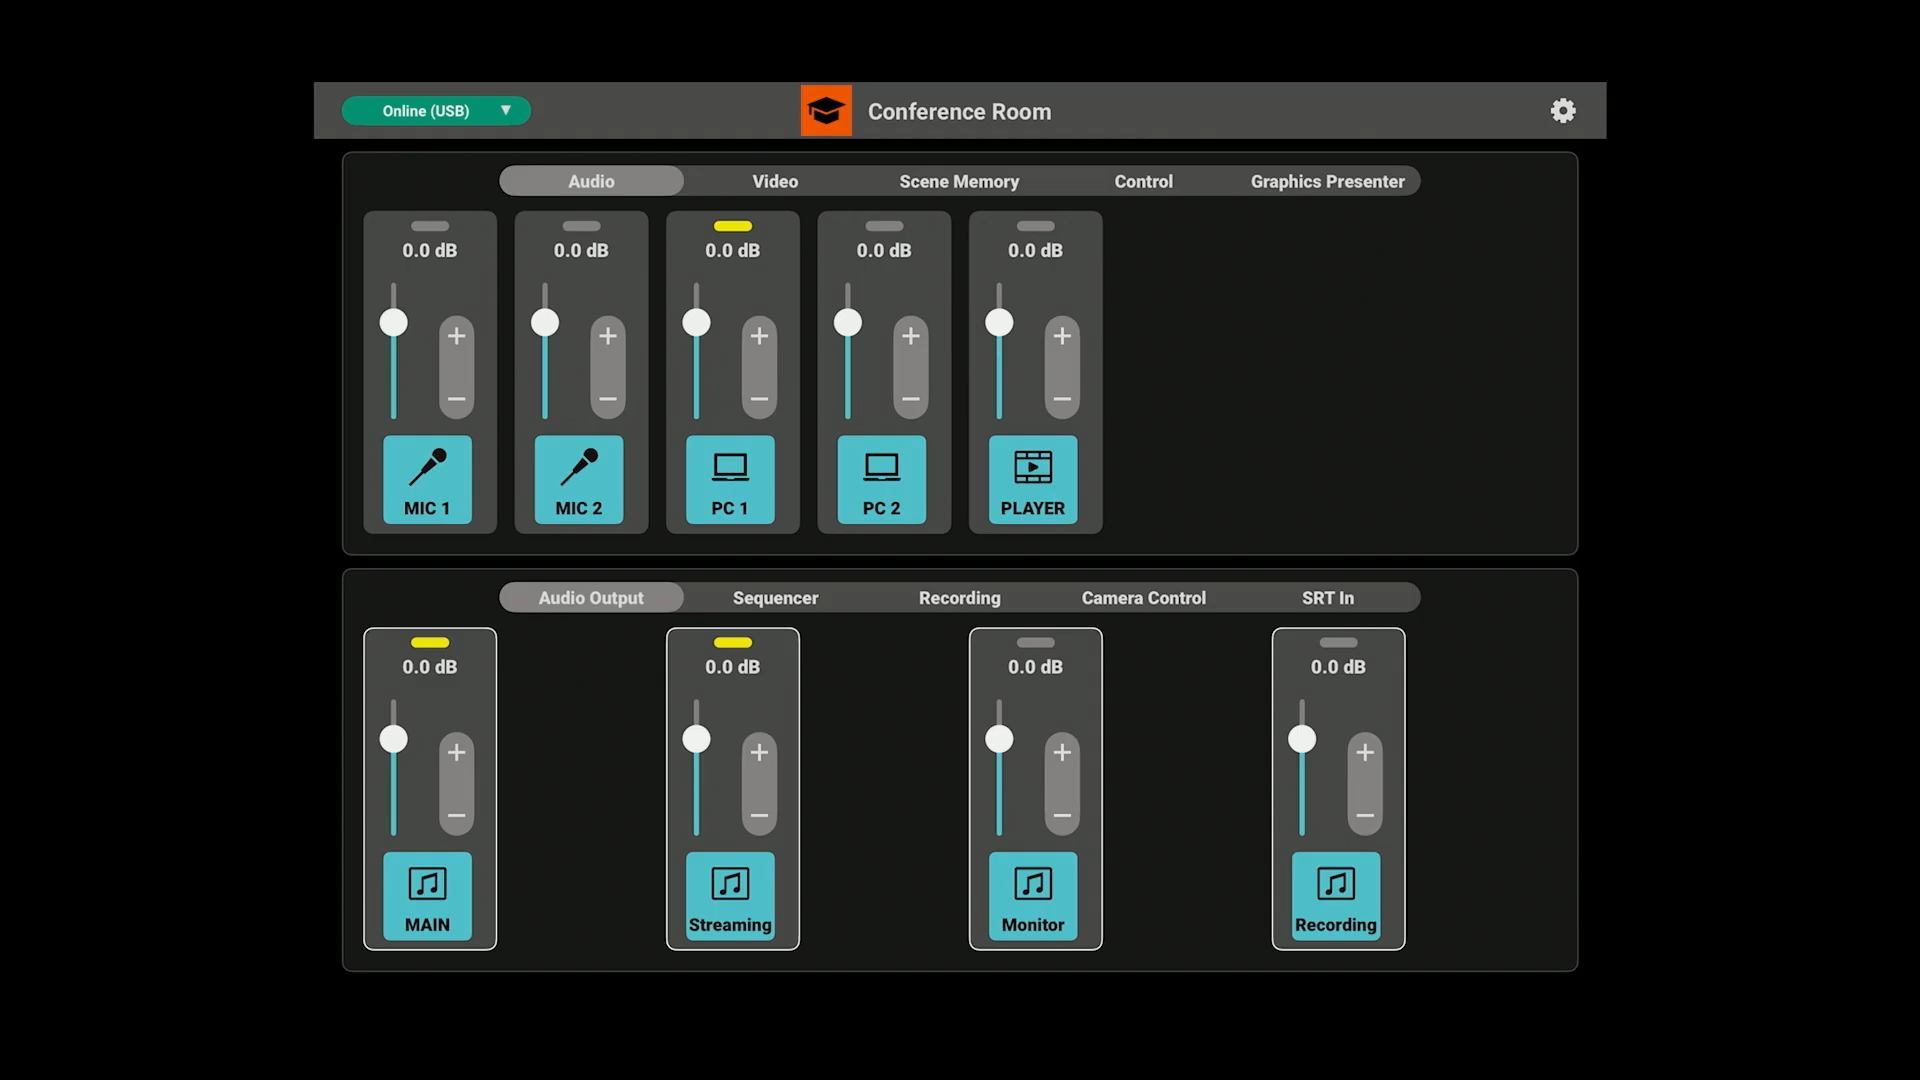 Online (USB) ▼
Conference Room
Audio Video Scene Memory Control Graphics Presenter
0.0 dB 0.0 dB 0.0 dB 0.0 dB 0.0 dB
+ + + + +
− − − − −
MIC 1 MIC 2 PC 1 PC 2 PLAYER
Audio Output Sequencer Recording Camera Control SRT In
0.0 dB 0.0 dB 0.0 dB 0.0 dB
+ + + +
− − − −
MAIN Streaming Monitor Recording